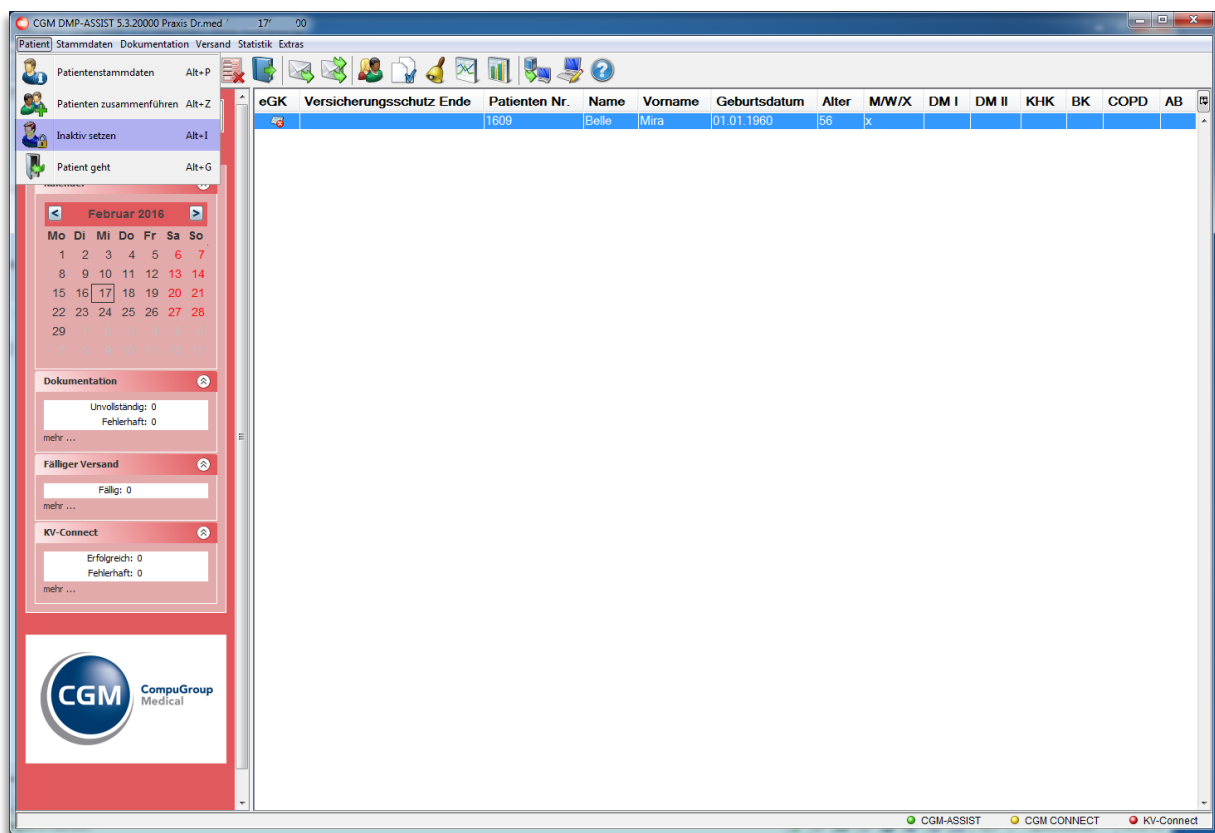 CGM DMP-ASSIST 5.3.20000 Praxis Dr.med
Patient Stammdaten Dokumentation Versand Statistik Extras
Patientenstammdaten Alt+P
Patienten zusammenführen Alt+Z
Inaktiv setzen Alt+I
Patient geht Alt+G
eGK Versicherungsschutz Ende Patienten Nr. Name Vorname Geburtsdatum Alter M/W/X DM I DM II KHK BK COPD AB
1609 Belle Mira 01.01.1960 56 x
Kalender
< Februar 2016 >
Mo Di Mi Do Fr Sa So
1 2 3 4 5 6 7
8 9 10 11 12 13 14
15 16 17 18 19 20 21
22 23 24 25 26 27 28
29
Dokumentation
Unvollständig: 0
Fehlerhaft: 0
mehr ...
Fälliger Versand
Fällig: 0
mehr ...
KV-Connect
Erfolgreich: 0
Fehlerhaft: 0
mehr ...
CGM CompuGroup
Medical
CGM-ASSIST CGM CONNECT KV-Connect